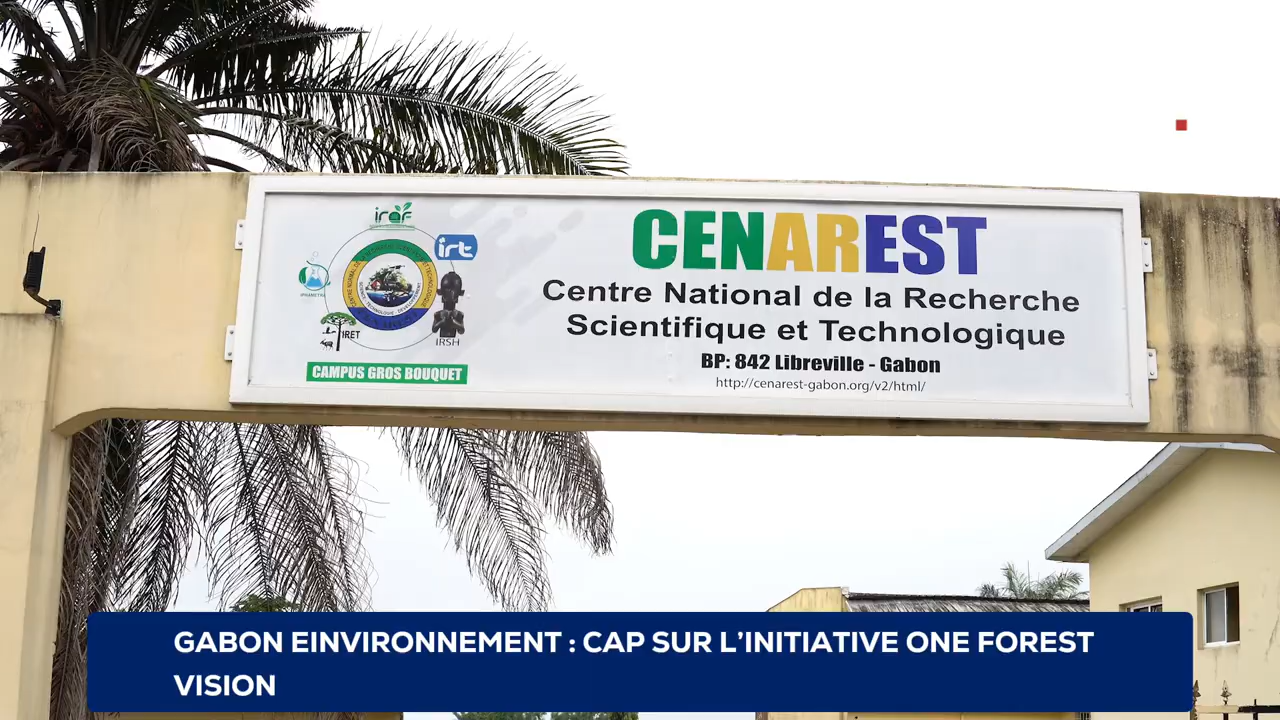 iraf
irt
IPHAMETRA
IRET
IRSH
CAMPUS GROS BOUQUET
CENAREST
Centre National de la Recherche
Scientifique et Technologique
BP: 842 Libreville - Gabon
http://cenarest-gabon.org/v2/html/
GABON EINVIRONNEMENT : CAP SUR L’INITIATIVE ONE FOREST
VISION